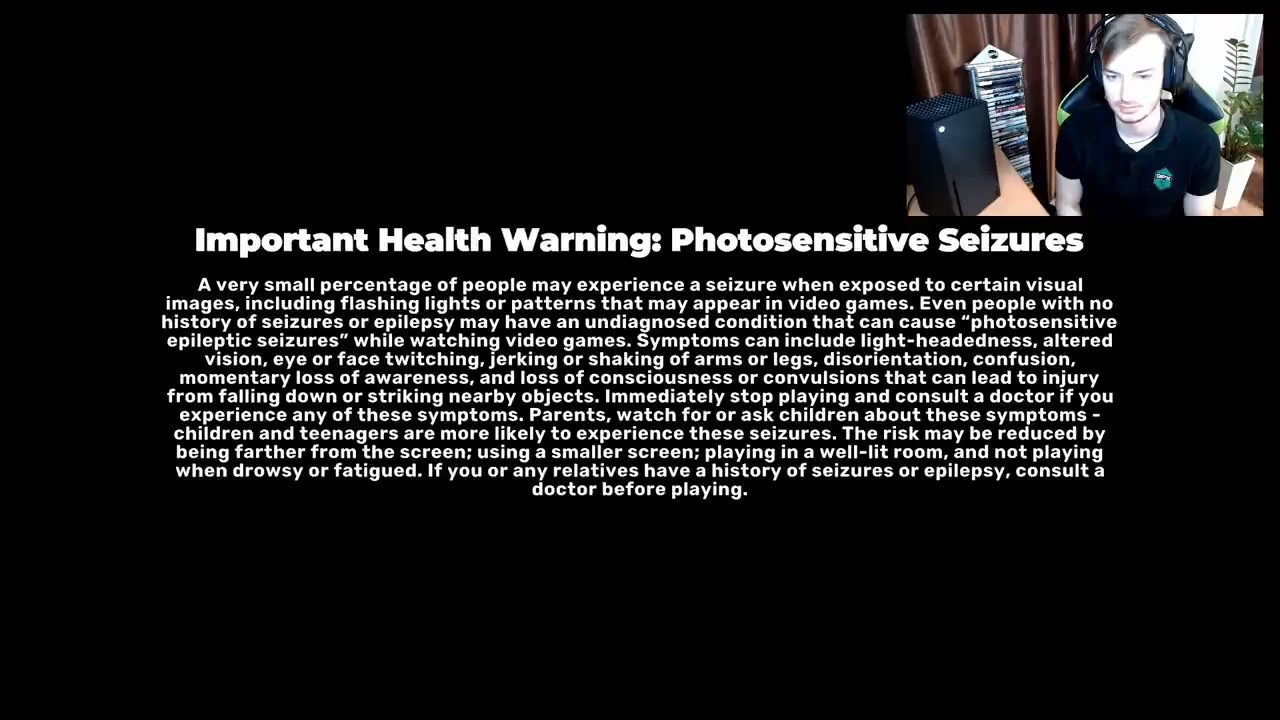 Important Health Warning: Photosensitive Seizures
A very small percentage of people may experience a seizure when exposed to certain visual
images, including flashing lights or patterns that may appear in video games. Even people with no
history of seizures or epilepsy may have an undiagnosed condition that can cause “photosensitive
epileptic seizures” while watching video games. Symptoms can include light-headedness, altered
vision, eye or face twitching, jerking or shaking of arms or legs, disorientation, confusion,
momentary loss of awareness, and loss of consciousness or convulsions that can lead to injury
from falling down or striking nearby objects. Immediately stop playing and consult a doctor if you
experience any of these symptoms. Parents, watch for or ask children about these symptoms -
children and teenagers are more likely to experience these seizures. The risk may be reduced by
being farther from the screen; using a smaller screen; playing in a well-lit room, and not playing
when drowsy or fatigued. If you or any relatives have a history of seizures or epilepsy, consult a
doctor before playing.